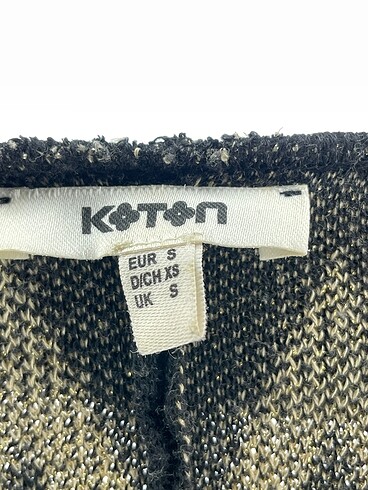 KOTON
EUR S
D/CH XS
UK S